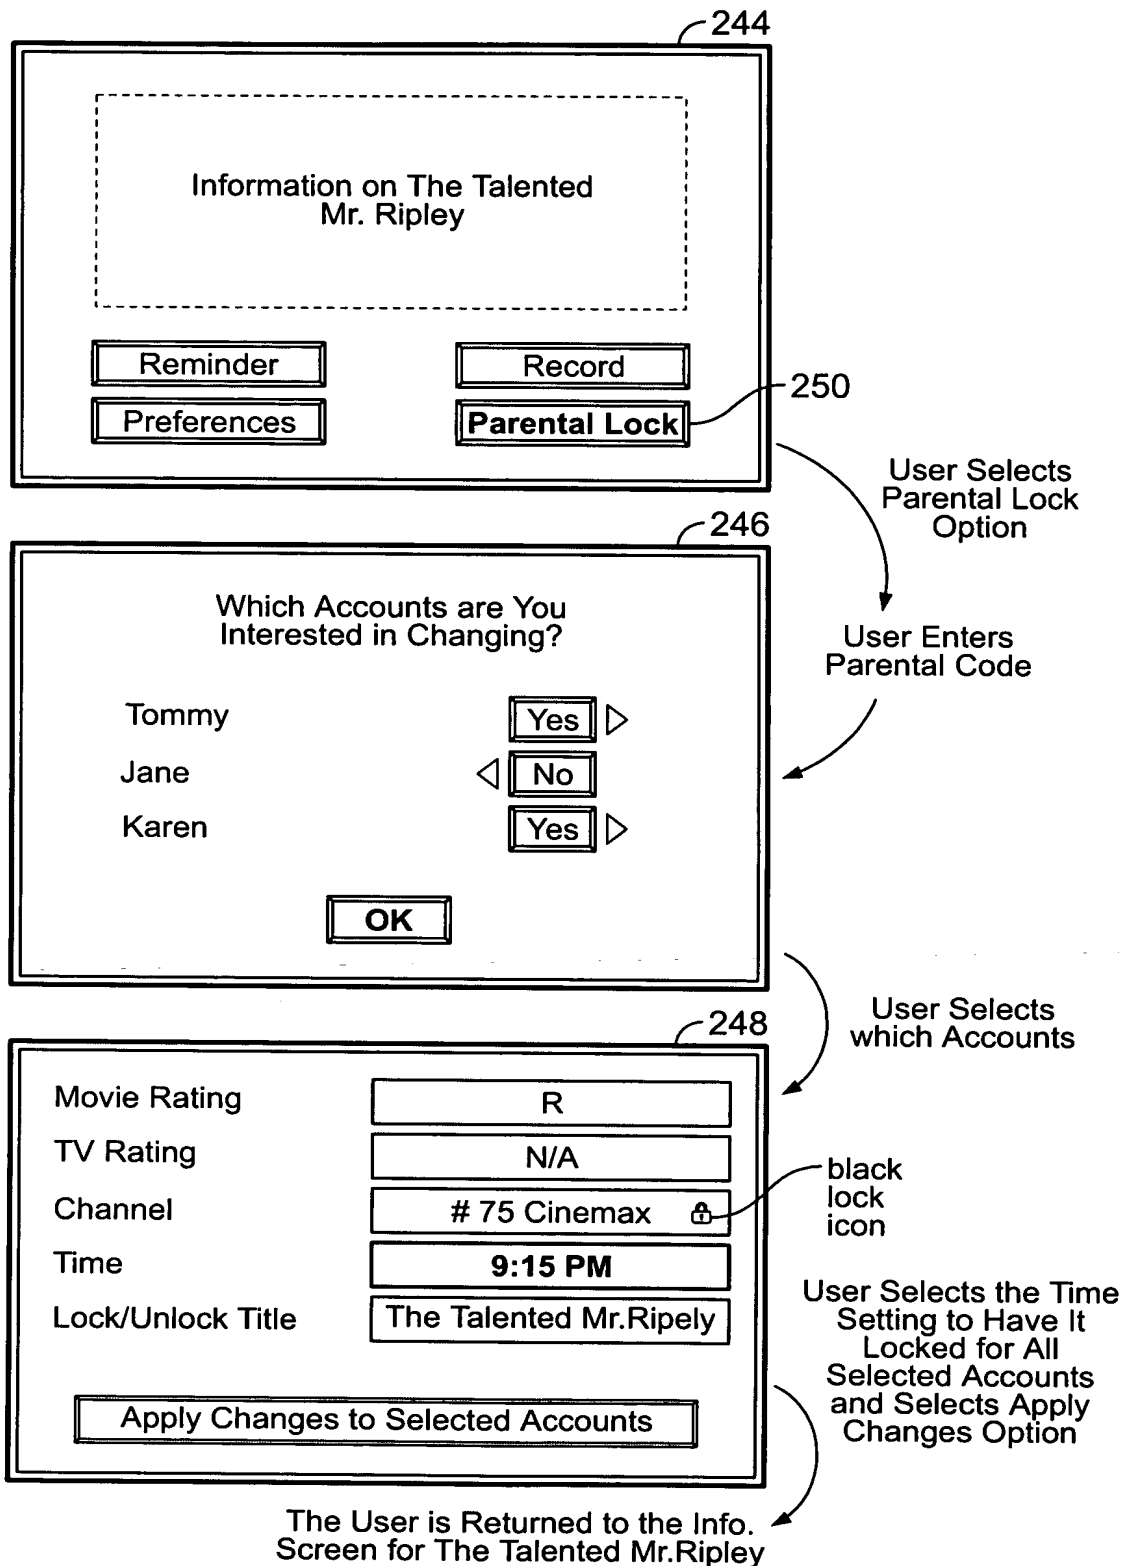 244
Information on The Talented
Mr. Ripley
Reminder
Record
Preferences
Parental Lock
250
User Selects
Parental Lock
Option
User Enters
Parental Code
246
Which Accounts are You
Interested in Changing?
Tommy
Yes
Jane
No
Karen
Yes
OK
User Selects
which Accounts
248
Movie Rating
R
TV Rating
N/A
Channel
# 75 Cinemax
black
lock
icon
Time
9:15 PM
Lock/Unlock Title
The Talented Mr.Ripely
Apply Changes to Selected Accounts
User Selects the Time
Setting to Have It
Locked for All
Selected Accounts
and Selects Apply
Changes Option
The User is Returned to the Info.
Screen for The Talented Mr.Ripley